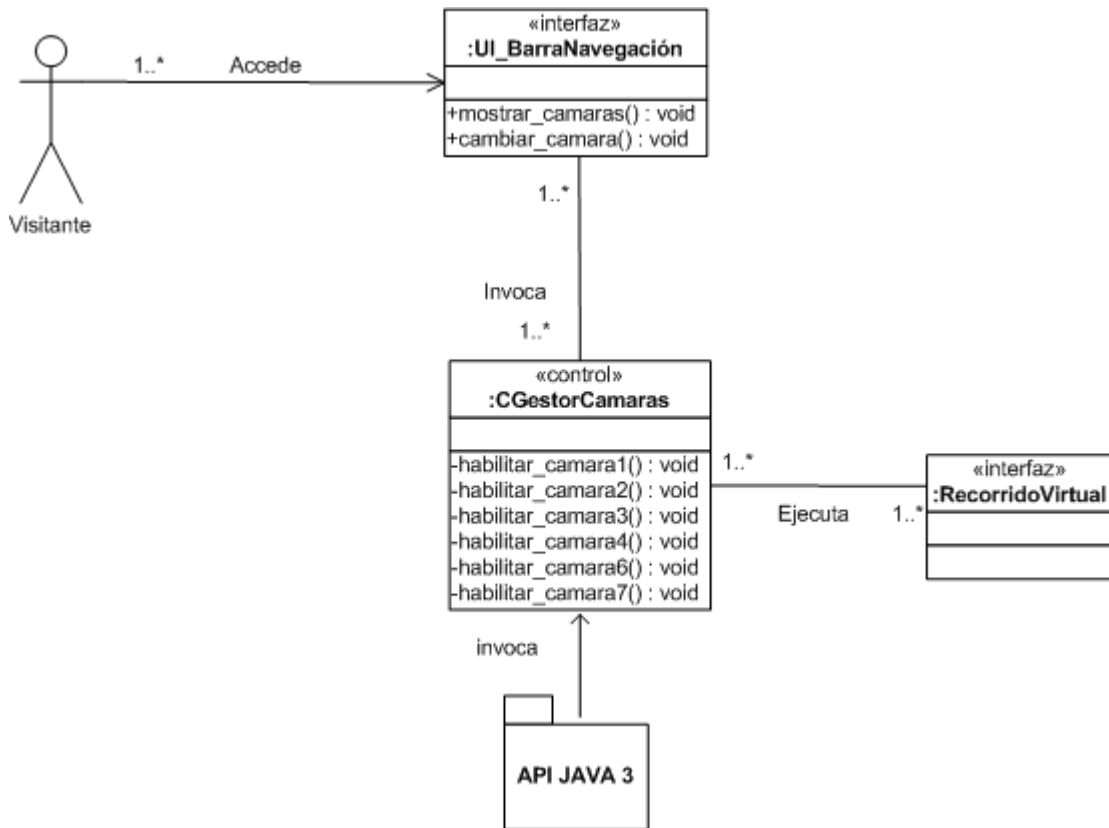 «interfaz»
:UI_BarraNavegación
1..* Accede
+mostrar_camaras() : void
+cambiar_camara() : void
Visitante
1..*
Invoca
1..*
«control»
:CGestorCamaras
-habilitar_camara1() : void
-habilitar_camara2() : void
-habilitar_camara3() : void
-habilitar_camara4() : void
-habilitar_camara6() : void
-habilitar_camara7() : void
1..*
Ejecuta 1..*
«interfaz»
:RecorridoVirtual
invoca
API JAVA 3